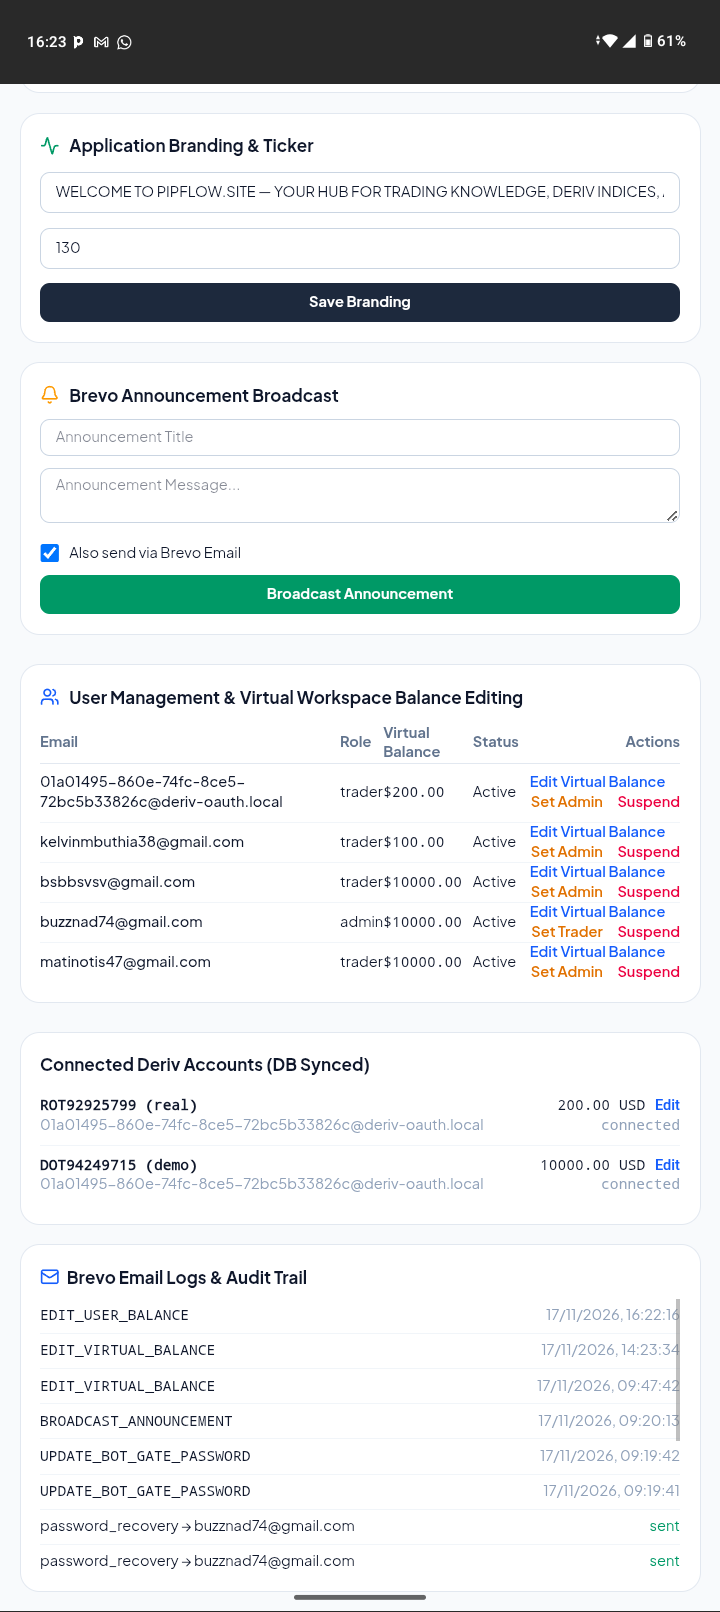 16:23
61%
Application Branding & Ticker
WELCOME TO PIPFLOW.SITE — YOUR HUB FOR TRADING KNOWLEDGE, DERIV INDICES,
130
Save Branding
Brevo Announcement Broadcast
Announcement Title
Announcement Message...
Also send via Brevo Email
Broadcast Announcement
User Management & Virtual Workspace Balance Editing
Email Role Virtual Balance Status Actions
01a01495-860e-74fc-8ce5-
72bc5b33826c@deriv-oauth.local trader $200.00 Active Edit Virtual Balance
Set Admin Suspend
kelvinmbuthia38@gmail.com trader $100.00 Active Edit Virtual Balance
Set Admin Suspend
bsbbsvsv@gmail.com trader $10000.00 Active Edit Virtual Balance
Set Admin Suspend
buzznad74@gmail.com admin $10000.00 Active Edit Virtual Balance
Set Trader Suspend
matinotis47@gmail.com trader $10000.00 Active Edit Virtual Balance
Set Admin Suspend
Connected Deriv Accounts (DB Synced)
ROT92925799 (real) 200.00 USD Edit
01a01495-860e-74fc-8ce5-72bc5b33826c@deriv-oauth.local connected
DOT94249715 (demo) 10000.00 USD Edit
01a01495-860e-74fc-8ce5-72bc5b33826c@deriv-oauth.local connected
Brevo Email Logs & Audit Trail
EDIT_USER_BALANCE 17/11/2026, 16:22:16
EDIT_VIRTUAL_BALANCE 17/11/2026, 14:23:34
EDIT_VIRTUAL_BALANCE 17/11/2026, 09:47:42
BROADCAST_ANNOUNCEMENT 17/11/2026, 09:20:13
UPDATE_BOT_GATE_PASSWORD 17/11/2026, 09:19:42
UPDATE_BOT_GATE_PASSWORD 17/11/2026, 09:19:41
password_recovery → buzznad74@gmail.com sent
password_recovery → buzznad74@gmail.com sent